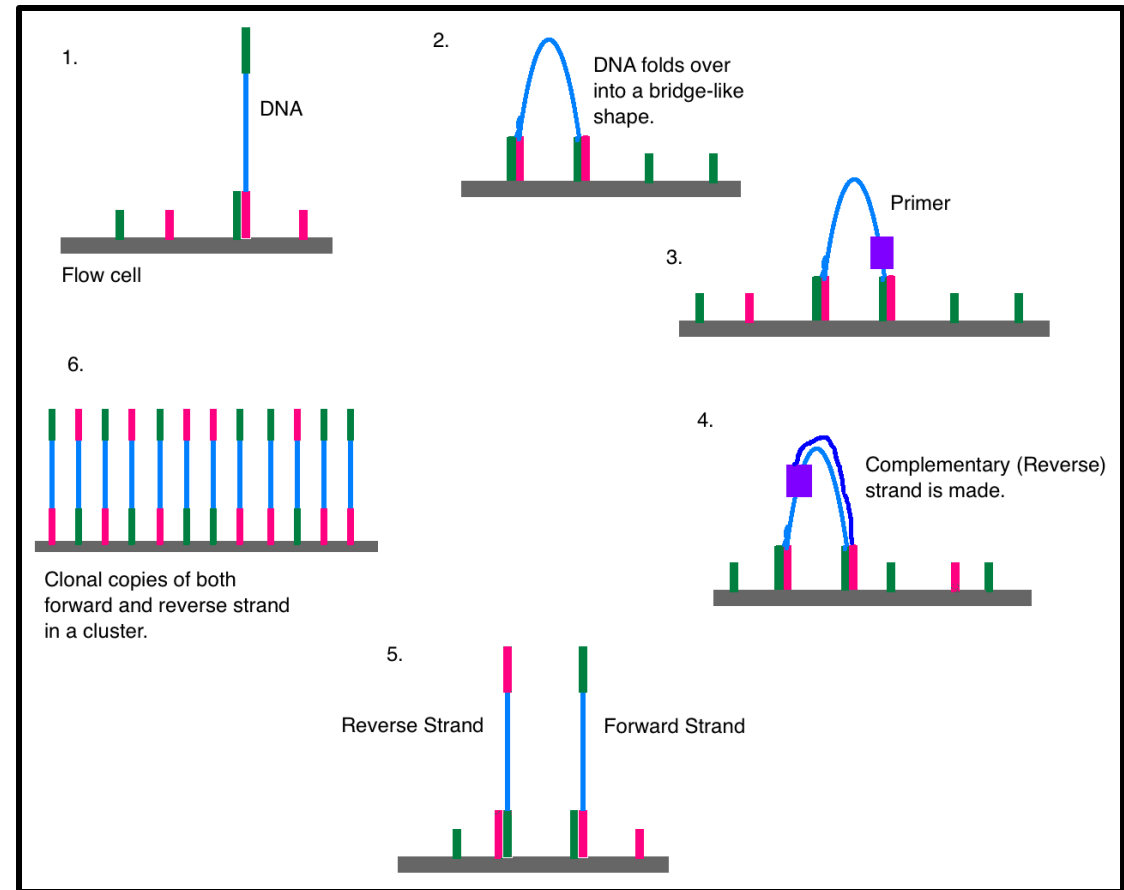 1.
DNA
Flow cell
2.
DNA folds over
into a bridge-like
shape.
3.
Primer
4.
Complementary (Reverse)
strand is made.
5.
Reverse Strand
Forward Strand
6.
Clonal copies of both
forward and reverse strand
in a cluster.